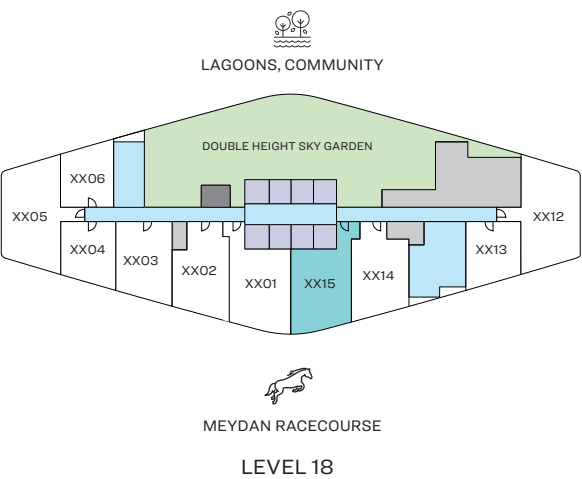 LAGOONS, COMMUNITY
DOUBLE HEIGHT SKY GARDEN
XX06
XX05
XX12
XX04
XX03
XX02
XX01
XX15
XX14
XX13
MEYDAN RACECOURSE
LEVEL 18